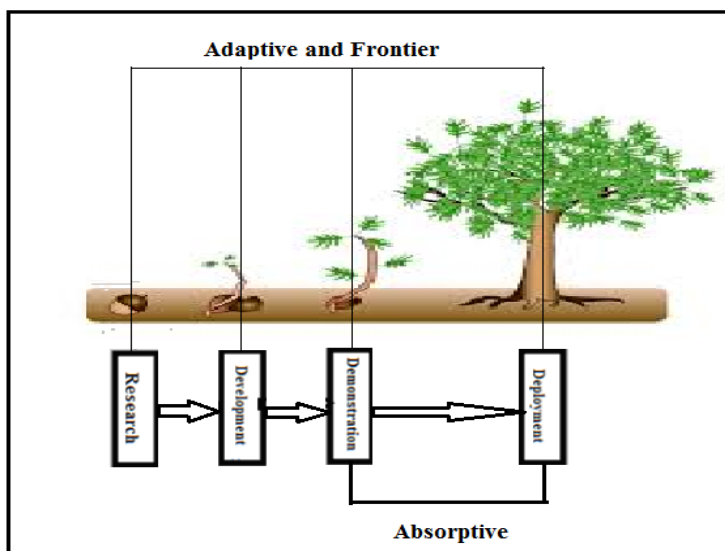 Adaptive and Frontier
Research
Development
Demonstration
Deployment
Absorptive